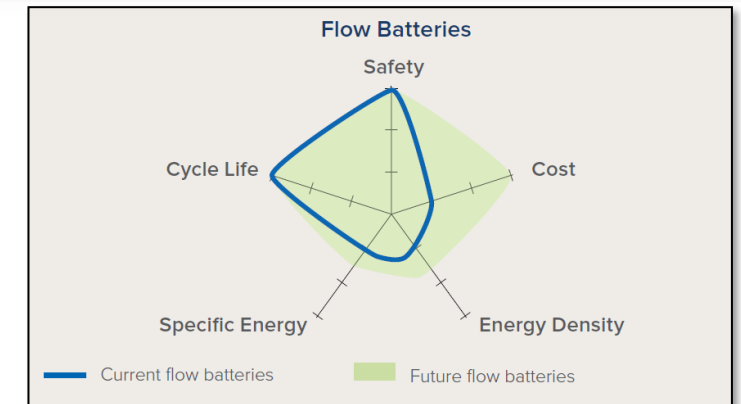 Flow Batteries
Safety
Cycle Life
Cost
Specific Energy
Energy Density
Current flow batteries
Future flow batteries